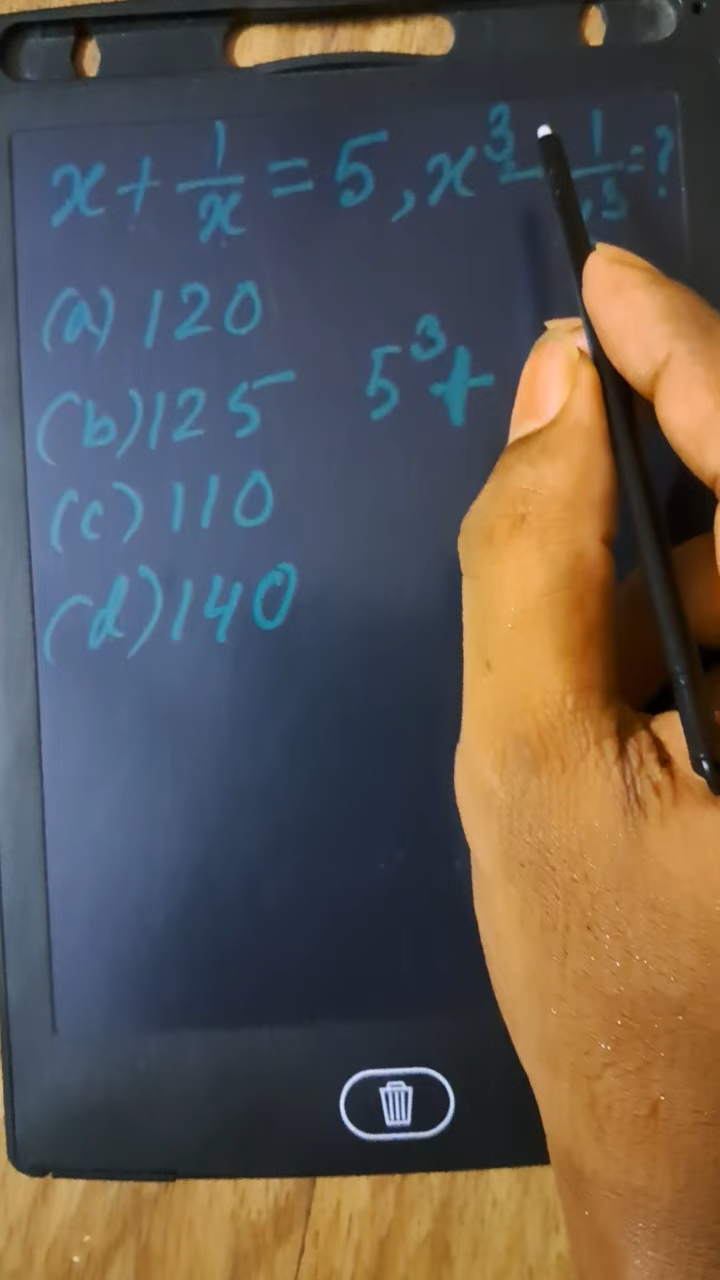 x + 1/x = 5, x³ - 1/x³ = ?
(a) 120
(b) 125
5³ +
(c) 110
(d) 140